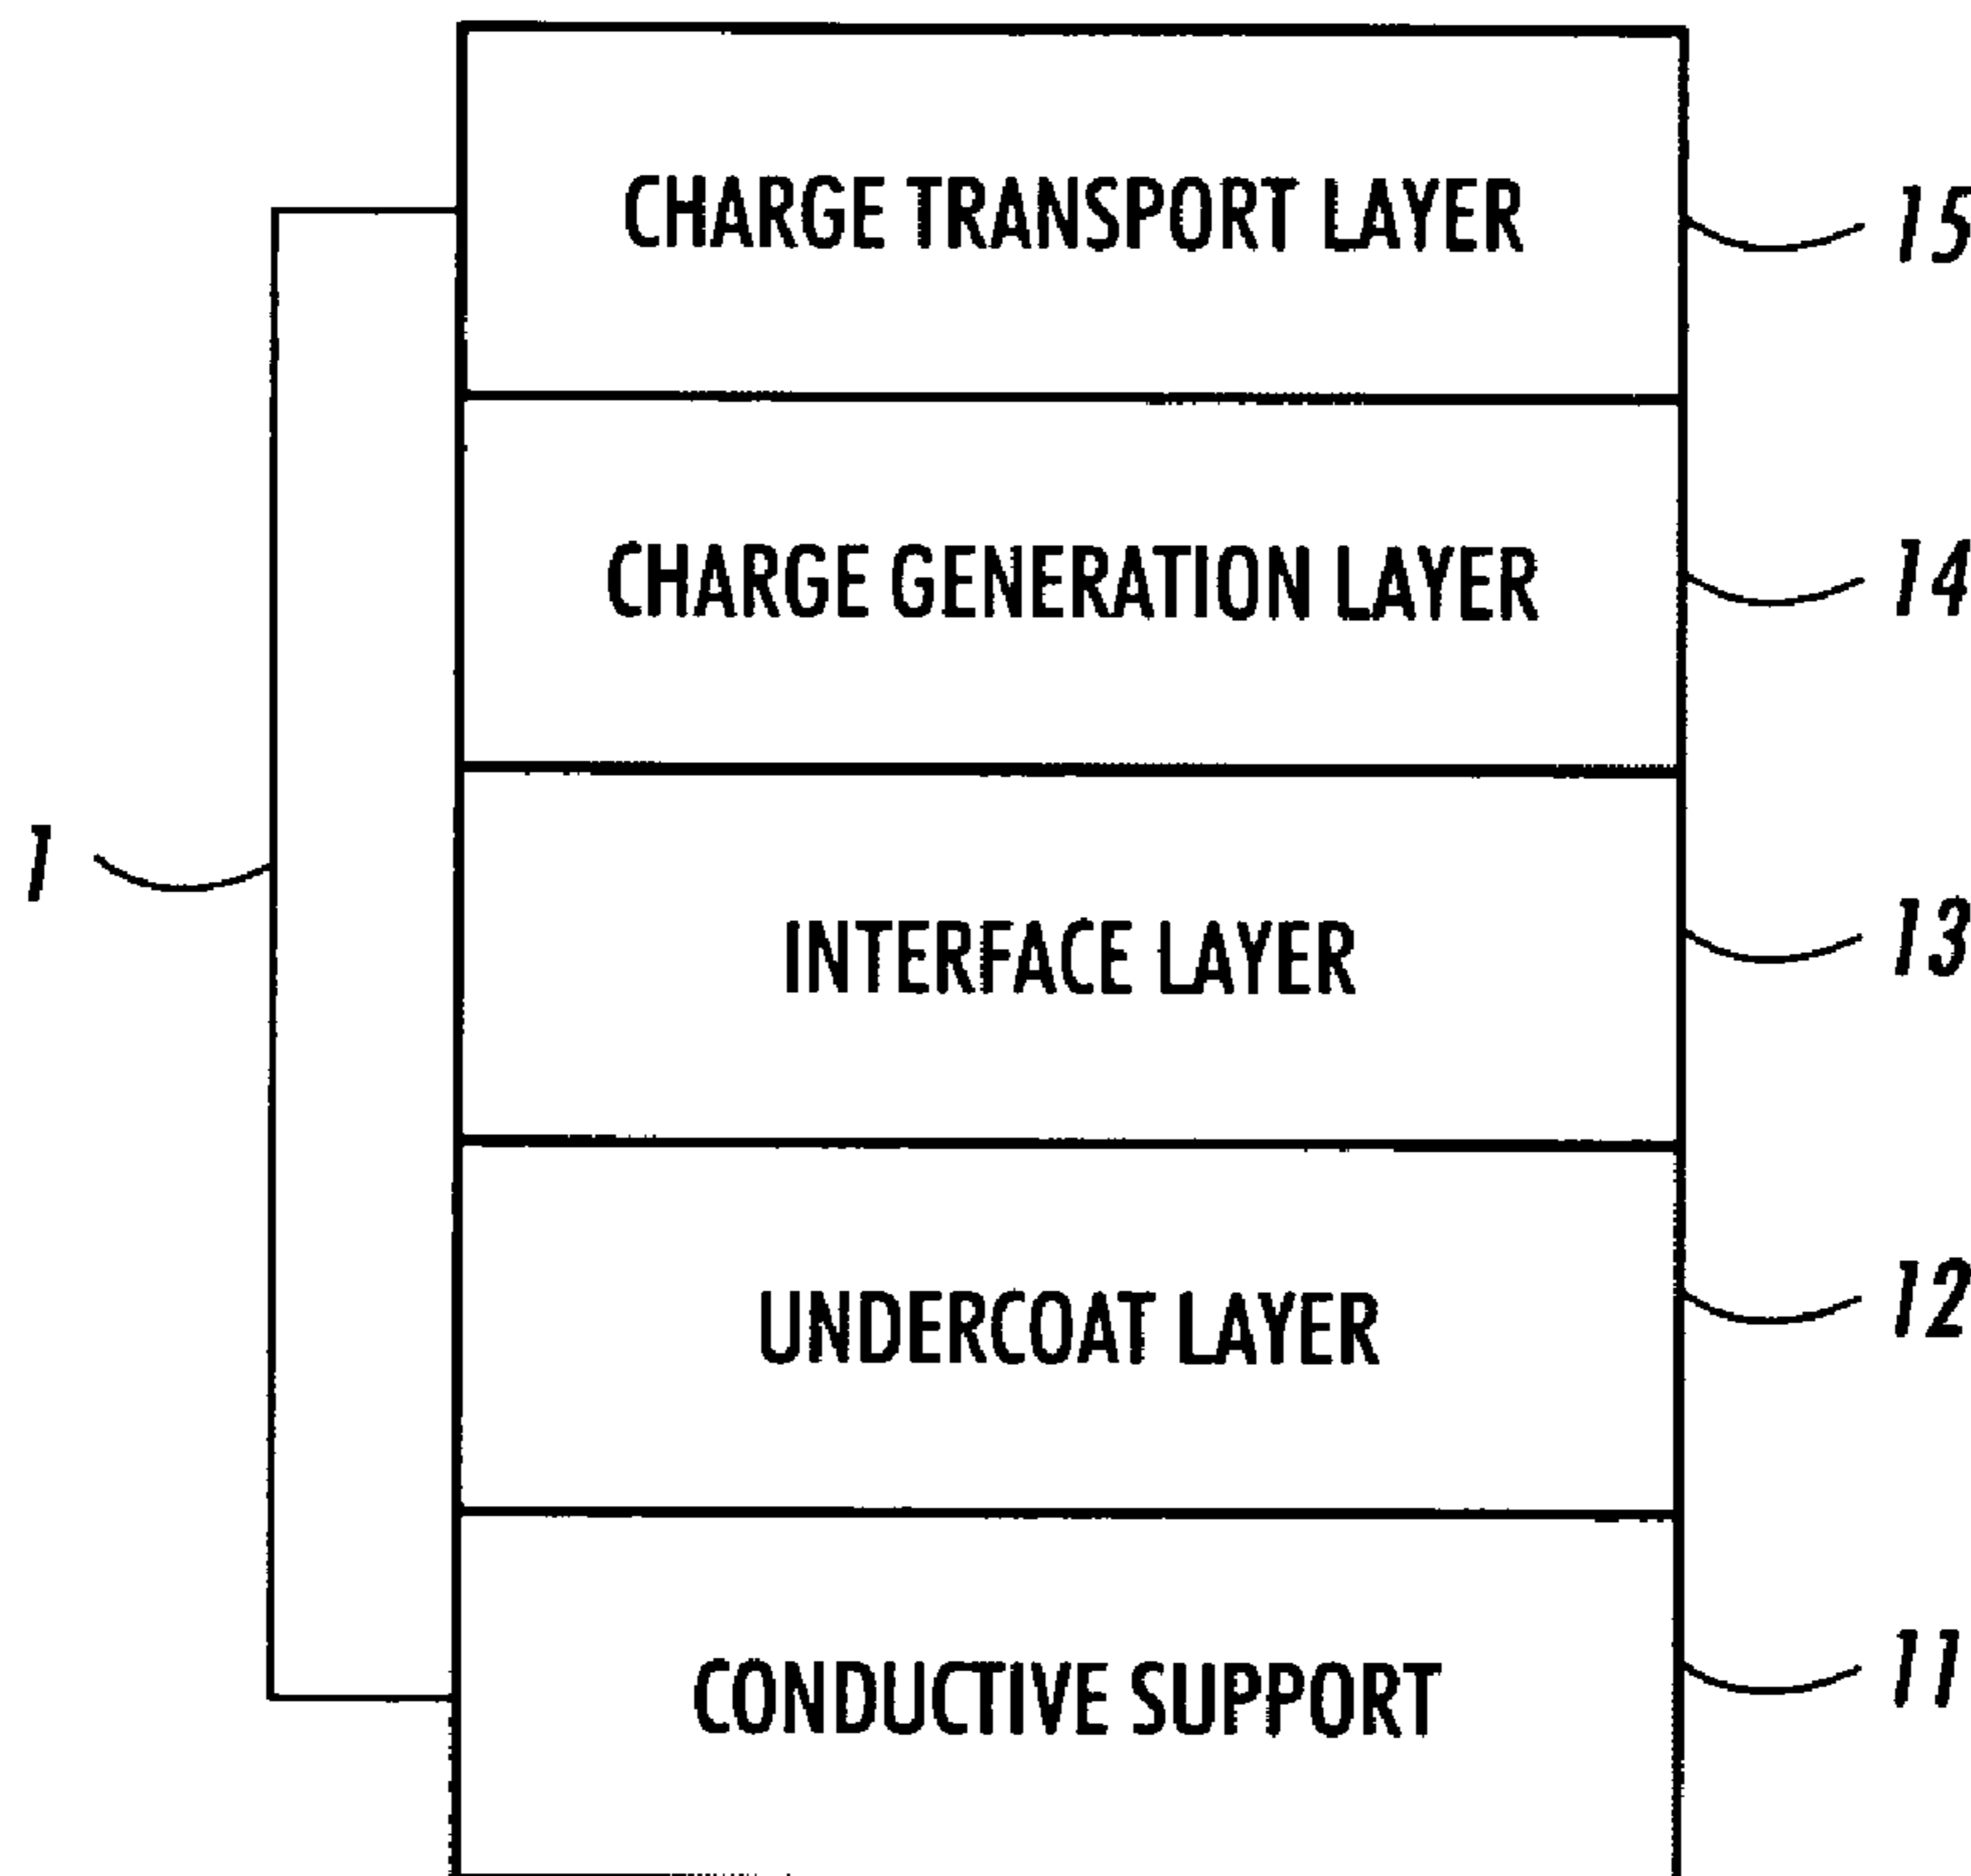 CHARGE TRANSPORT LAYER 15
CHARGE GENERATION LAYER 14
1
INTERFACE LAYER 13
UNDERCOAT LAYER 12
CONDUCTIVE SUPPORT 11